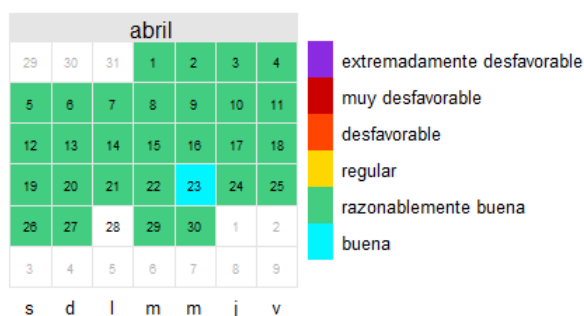 abril
29 30 31 1 2 3 4
5 6 7 8 9 10 11
12 13 14 15 16 17 18
19 20 21 22 23 24 25
26 27 28 29 30 1 2
3 4 5 6 7 8 9
s d l m m j v
extremadamente desfavorable
muy desfavorable
desfavorable
regular
razonablemente buena
buena